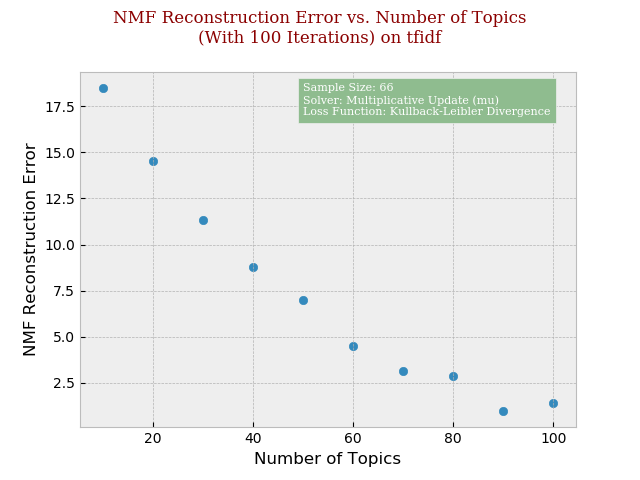 NMF Reconstruction Error vs. Number of Topics
(With 100 Iterations) on tfidf
Sample Size: 66
Solver: Multiplicative Update (mu)
Loss Function: Kullback-Leibler Divergence
NMF Reconstruction Error
17.5
15.0
12.5
10.0
7.5
5.0
2.5
20 40 60 80 100
Number of Topics